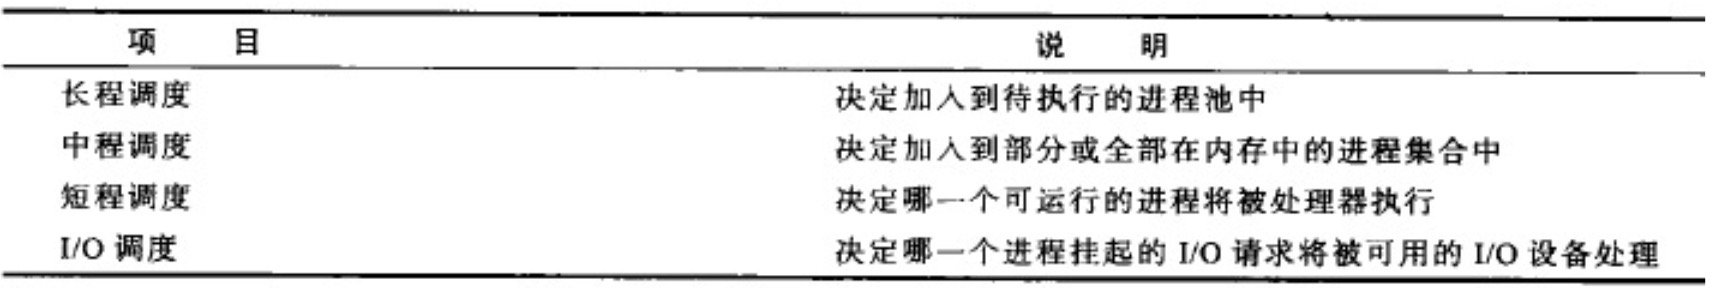 项 目 说 明
长程调度 决定加入到待执行的进程池中
中程调度 决定加入到部分或全部在内存中的进程集合中
短程调度 决定哪一个可运行的进程将被处理器执行
I/O 调度 决定哪一个进程挂起的 I/O 请求将被可用的 I/O 设备处理